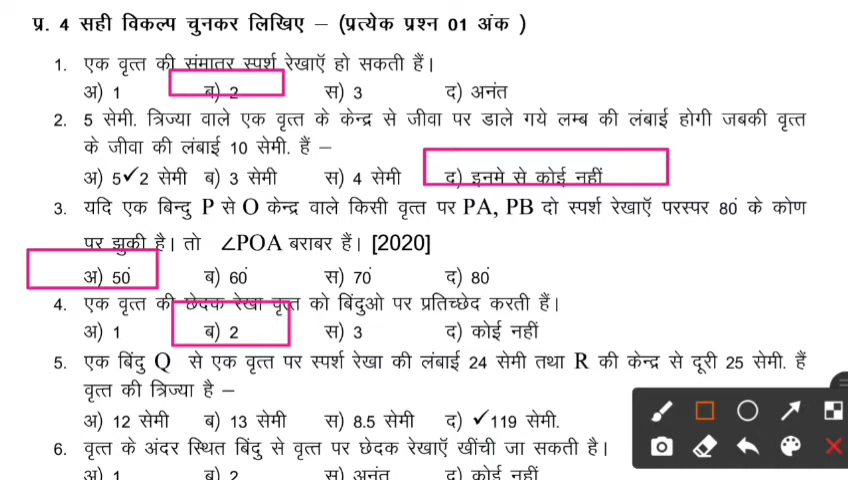 प्र. 4 सही विकल्प चुनकर लिखिए – (प्रत्येक प्रश्न 01 अंक )
1. एक वृत्त की संमातर स्पर्श रेखाऍ हो सकती हैं।
अ) 1 ब) 2 स) 3 द) अनंत
2. 5 सेमी. त्रिज्या वाले एक वृत्त के केन्द्र से जीवा पर डाले गये लम्ब की लंबाई होगी जबकी वृत्त
के जीवा की लंबाई 10 सेमी. हैं –
अ) 5✓2 सेमी ब) 3 सेमी स) 4 सेमी द) इनमे से कोई नहीं
3. यदि एक बिन्दु P से O केन्द्र वाले किसी वृत्त पर PA, PB दो स्पर्श रेखाऍ परस्पर 80̇ के कोण
पर झुकी है। तो ∠POA बराबर हैं। [2020]
अ) 50̇ ब) 60̇ स) 70̇ द) 80̇
4. एक वृत्त की छेदक रेखा वृत्त को बिंदुओ पर प्रतिच्छेद करती हैं।
अ) 1 ब) 2 स) 3 द) कोई नहीं
5. एक बिंदु Q से एक वृत्त पर स्पर्श रेखा की लंबाई 24 सेमी तथा R की केन्द्र से दूरी 25 सेमी. हैं
वृत्त की त्रिज्या है –
अ) 12 सेमी ब) 13 सेमी स) 8.5 सेमी द) ✓119 सेमी.
6. वृत्त के अंदर स्थित बिंदु से वृत्त पर छेदक रेखाऍ खींची जा सकती है।
अ) 1 ब) 2 स) अनंत द) कोई नहीं